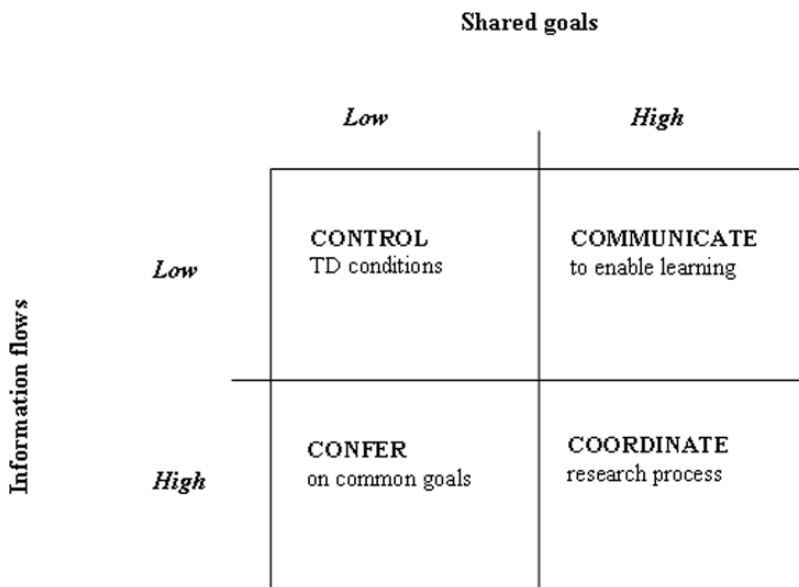 Shared goals
Low
High
CONTROL
TD conditions
COMMUNICATE
to enable learning
Low
Information flows
CONFER
on common goals
COORDINATE
research process
High